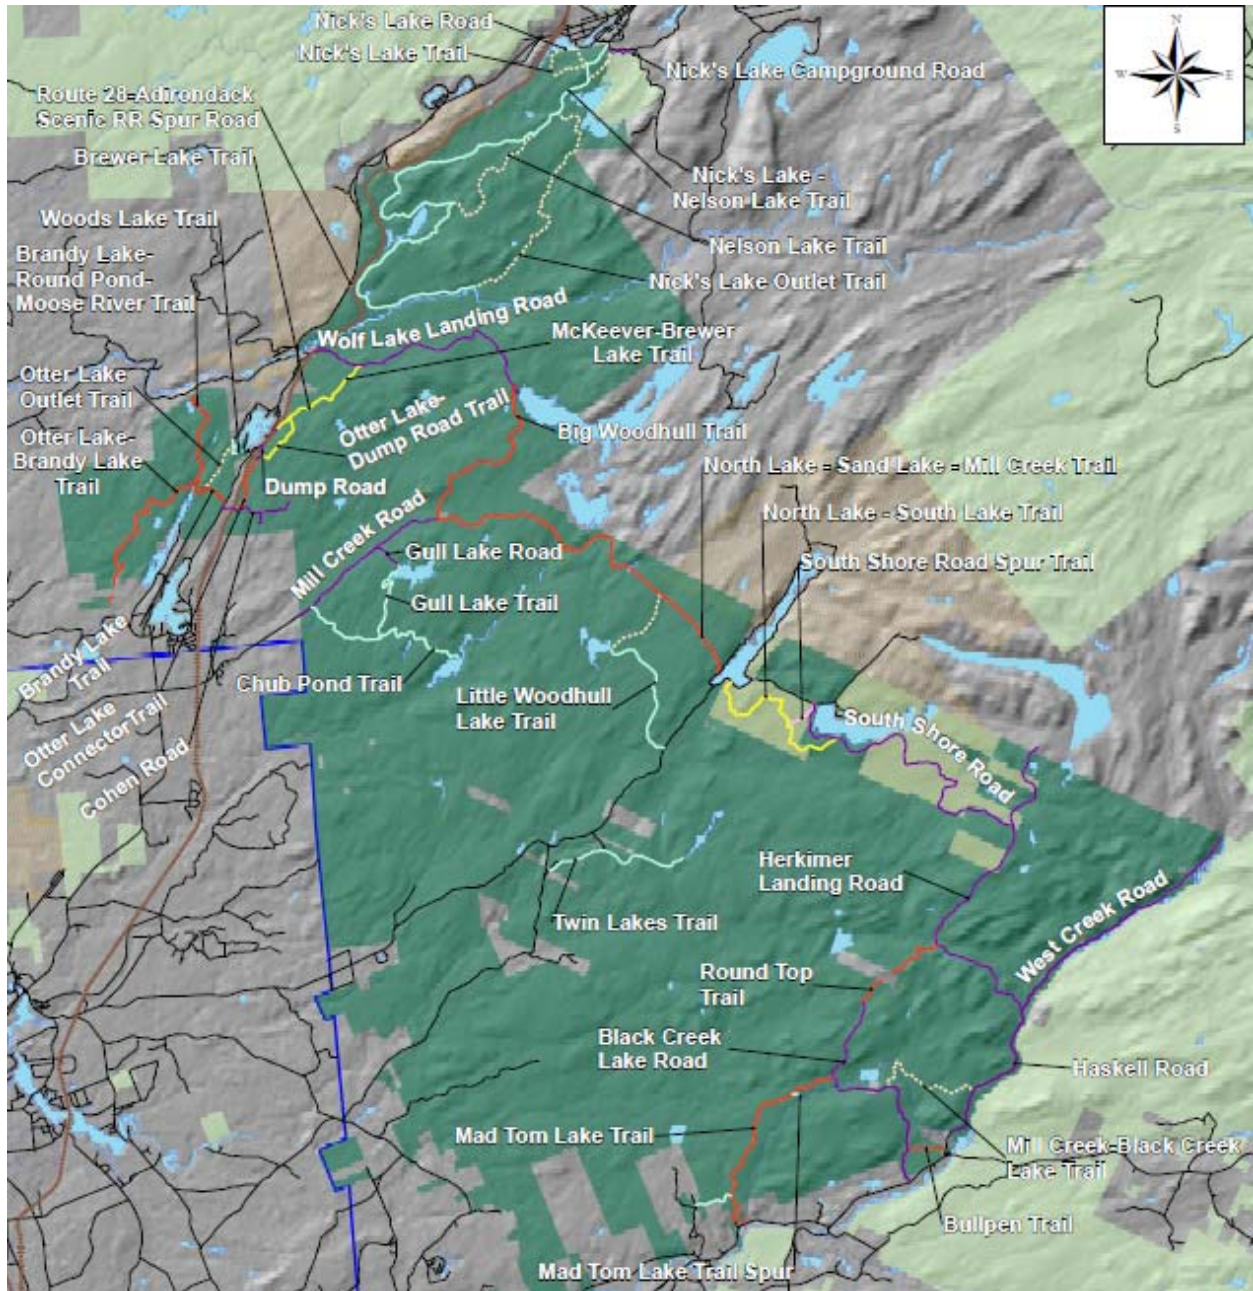 Nick's Lake Road
Nick's Lake Trail
N
W
E
S
Nick's Lake Campground Road
Route 28-Adirondack
Scenic RR Spur Road
Brewer Lake Trail
Nick's Lake -
Nelson Lake Trail
Woods Lake Trail
Nelson Lake Trail
Brandy Lake-
Round Pond-
Moose River Trail
Nick's Lake Outlet Trail
Wolf Lake Landing Road
McKeever-Brewer
Lake Trail
Otter Lake
Outlet Trail
Otter Lake-
Dump Road Trail
Big Woodhull Trail
Otter Lake-
Brandy Lake
Trail
North Lake - Sand Lake - Mill Creek Trail
Dump Road
North Lake - South Lake Trail
Mill Creek Road
Gull Lake Road
South Shore Road Spur Trail
Gull Lake Trail
Brandy Lake
Trail
Chub Pond Trail
Little Woodhull
Lake Trail
South Shore Road
Otter Lake
Connector Trail
Cohen Road
Herkimer
Landing Road
Twin Lakes Trail
West Creek Road
Round Top
Trail
Black Creek
Lake Road
Haskell Road
Mad Tom Lake Trail
Mill Creek-Black Creek
Lake Trail
Bullpen Trail
Mad Tom Lake Trail Spur